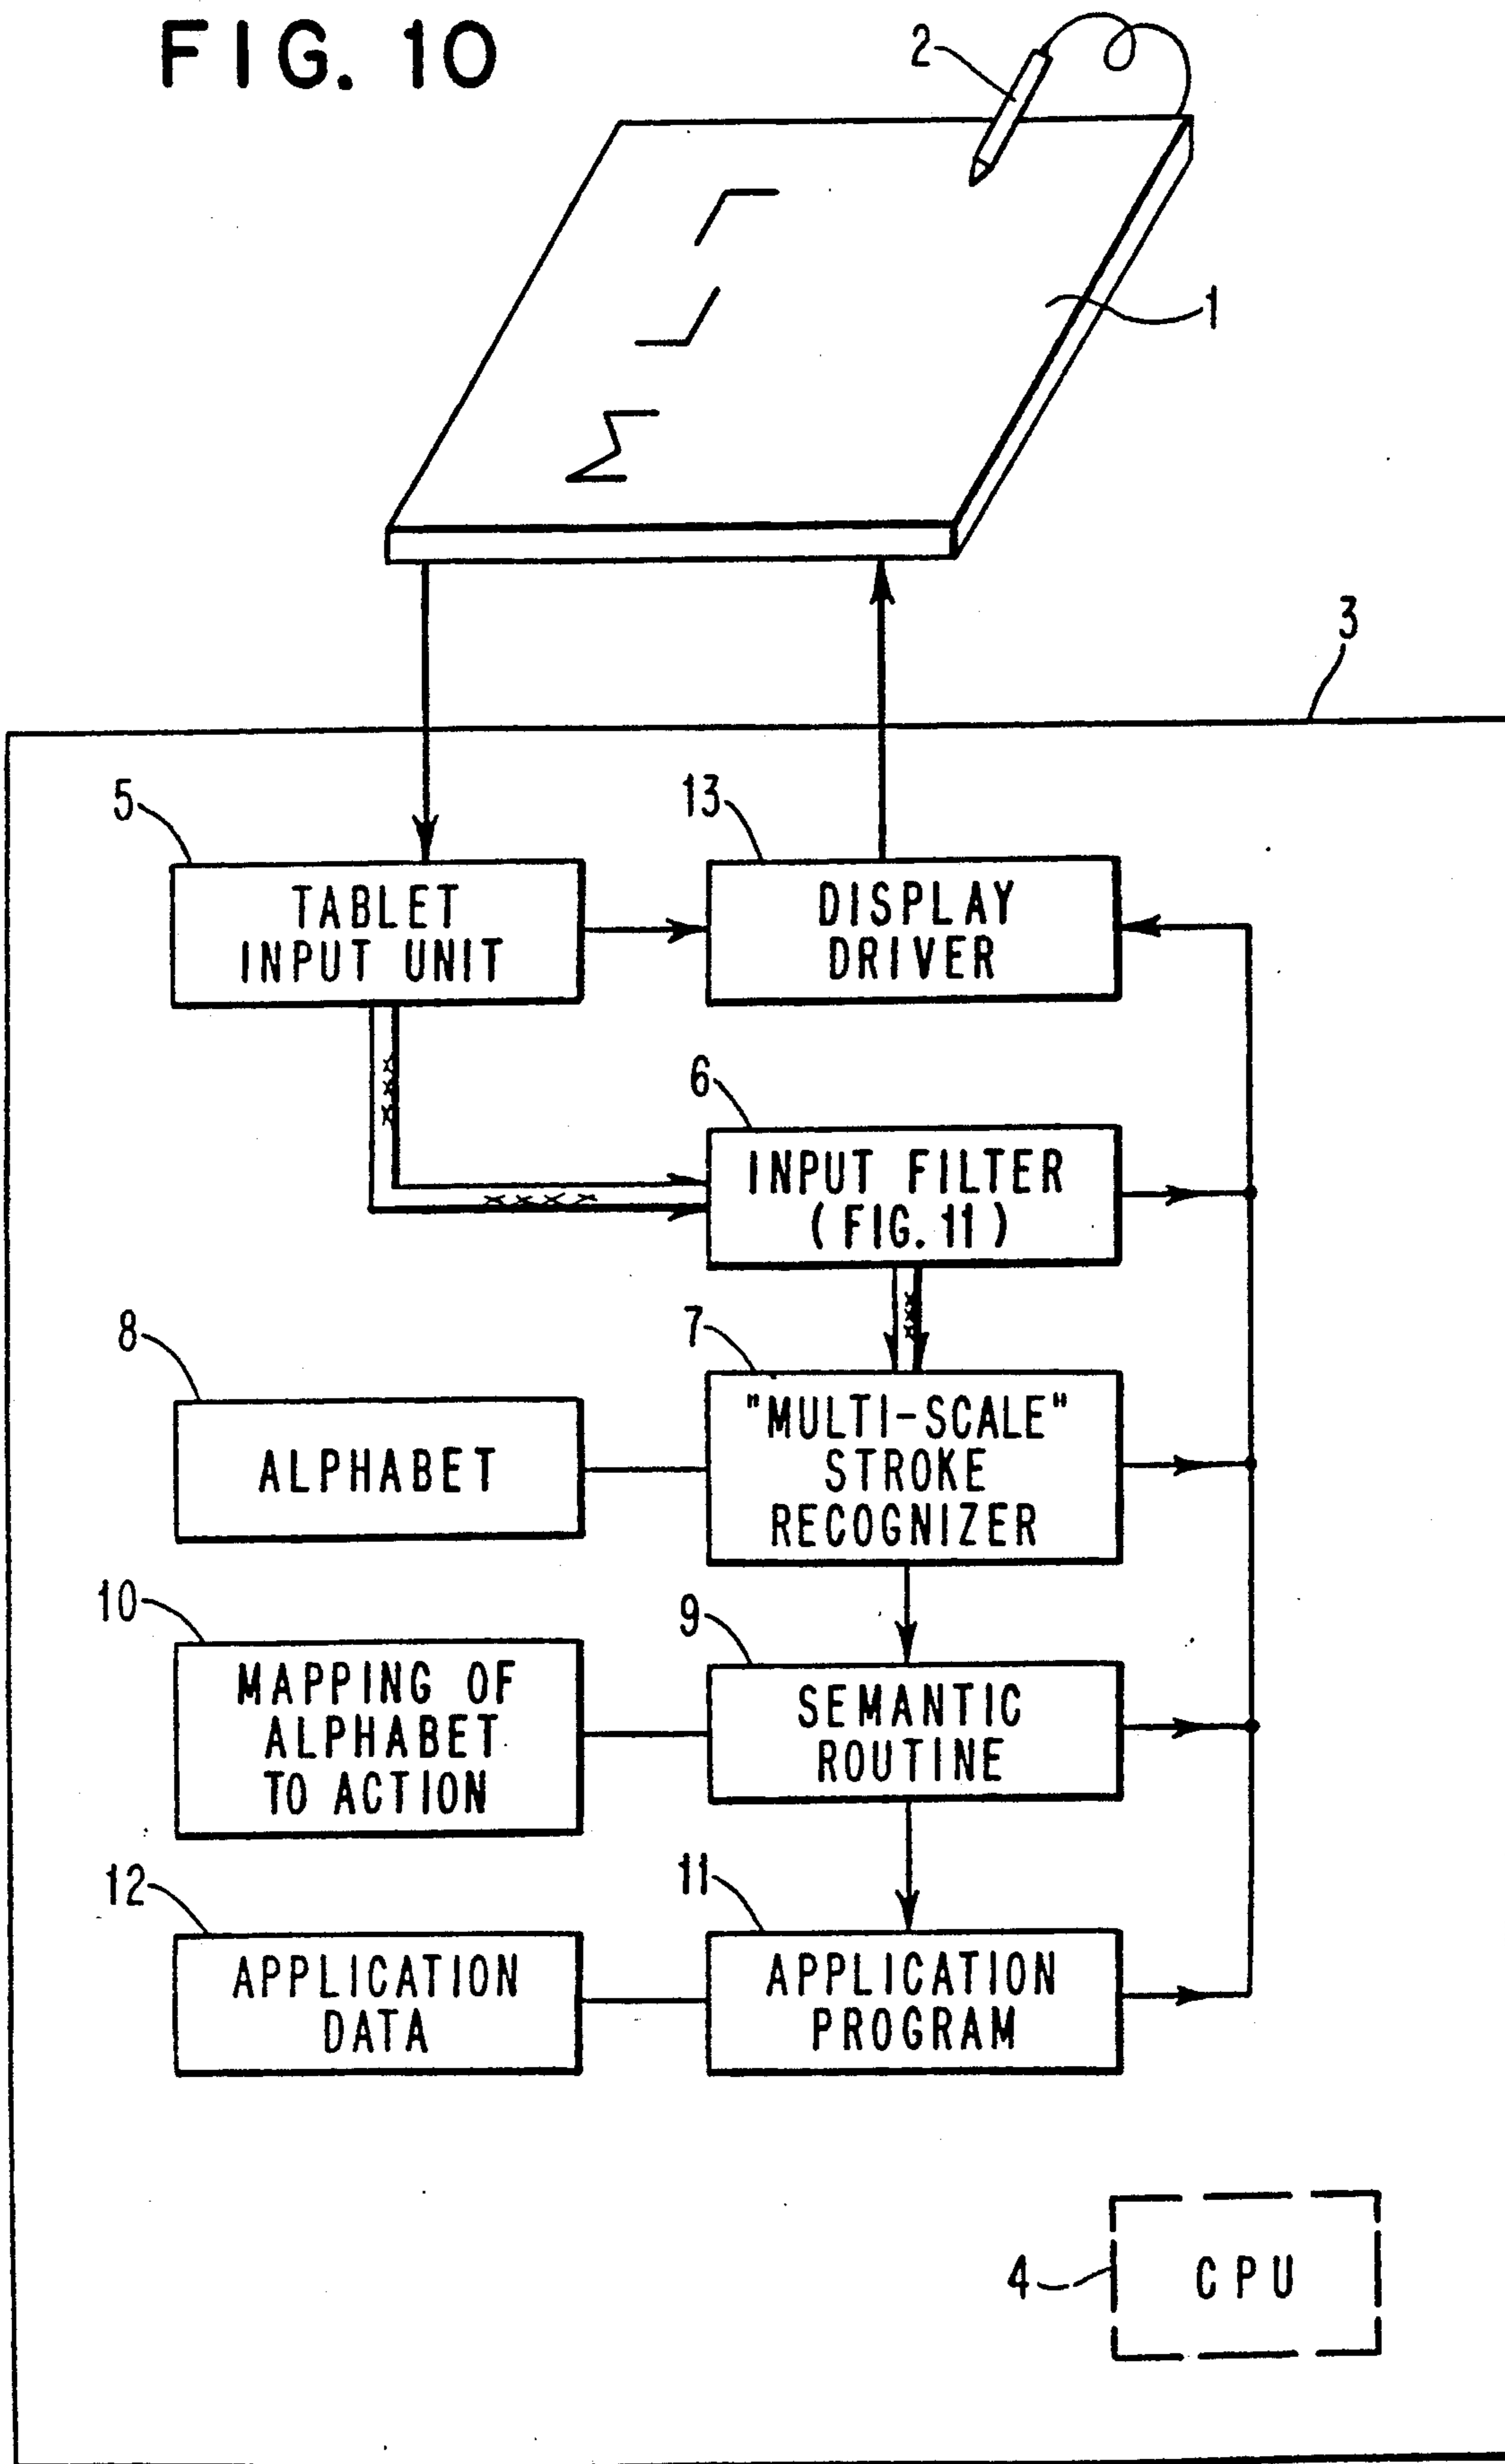 FIG. 10
2
1
3
5
TABLET
INPUT UNIT
13
DISPLAY
DRIVER
6
INPUT FILTER
(FIG. 11)
8
ALPHABET
7
"MULTI-SCALE"
STROKE
RECOGNIZER
10
MAPPING OF
ALPHABET
TO ACTION
9
SEMANTIC
ROUTINE
12
APPLICATION
DATA
11
APPLICATION
PROGRAM
4
CPU